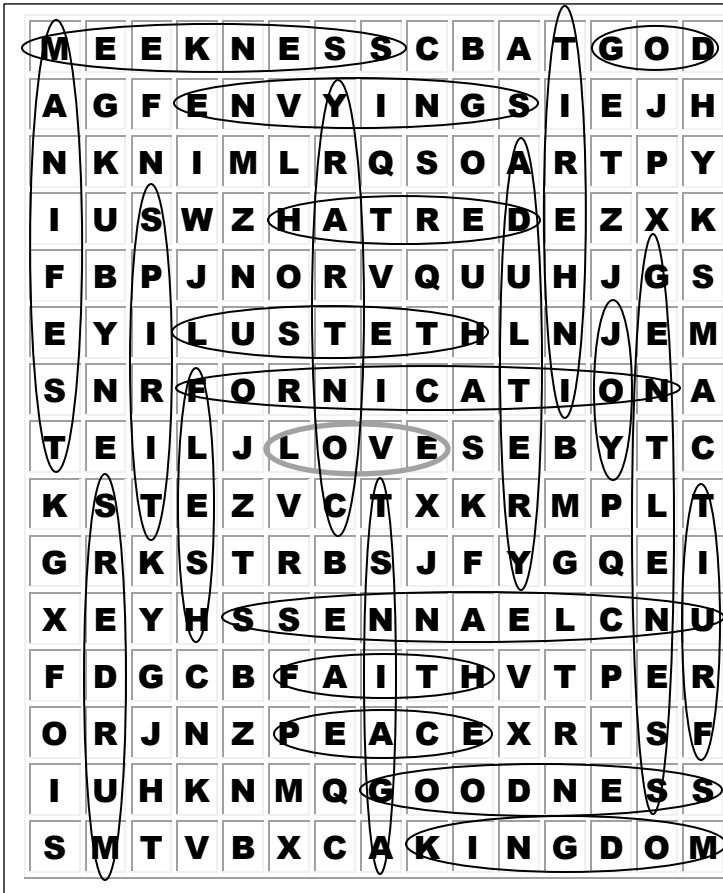 M E E K N E S S C B A T G O D
A G F E N V Y I N G S I E J H
N K N I M L R Q S O A R T P Y
I U S W Z H A T R E D E Z X K
F B P J N O R V Q U U H J G S
E Y I L U S T E T H L N J E M
S N R F O R N I C A T I O N A
T E I L J L O V E S E B Y T C
K S T E Z V C T X K R M P L T
G R K S T R B S J F Y G Q E I
X E Y H S S E N N A E L C N U
F D G C B F A I T H V T P E R
O R J N Z P E A C E X R T S F
I U H K N M Q G O O D N E S S
S M T V B X C A K I N G D O M